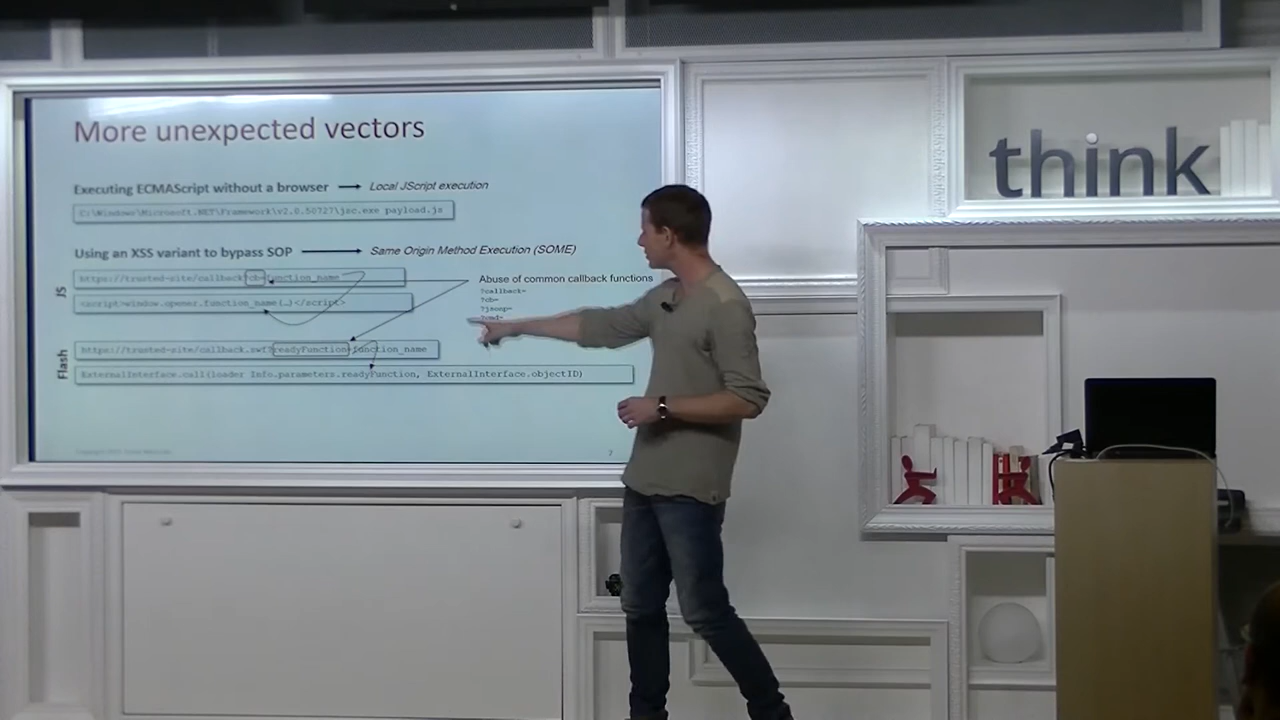 More unexpected vectors
think
Executing ECMAScript without a browser Local JScript execution
C:\Windows\Microsoft.NET\Framework\v2.0.50727\jsc.exe payload.js
Using an XSS variant to bypass SOP Same Origin Method Execution (SOME)
JS
https://trusted-site/callback?cb=function_name
Abuse of common callback functions
?callback=
?cb=
?jsonp=
?cmd=
<script>window.opener.function_name(…)</script>
Flash
https://trusted-site/callback.swf?readyFunction=function_name
ExternalInterface.call(loader Info.parameters.readyFunction, ExternalInterface.objectID)
7